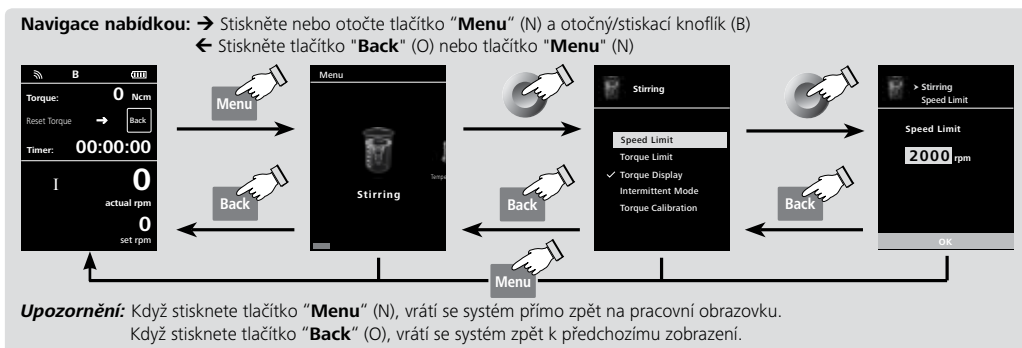 Navigace nabídkou: → Stiskněte nebo otočte tlačítko “Menu” (N) a otočný/stiskací knoflík (B)
← Stiskněte tlačítko "Back" (O) nebo tlačítko "Menu" (N)
B
Torque: 0 Ncm
Reset Torque → Back
Timer: 00:00:00
I 0
actual rpm
0
set rpm
Menu
Back
Menu
Stirring
Back
Stirring
Speed Limit
Torque Limit
✓ Torque Display
Intermittent Mode
Torque Calibration
Back
> Stirring
Speed Limit
Speed Limit
2000 rpm
OK
Menu
Upozornění: Když stisknete tlačítko “Menu” (N), vrátí se systém přímo zpět na pracovní obrazovku.
Když stisknete tlačítko “Back” (O), vrátí se systém zpět k předchozímu zobrazení.